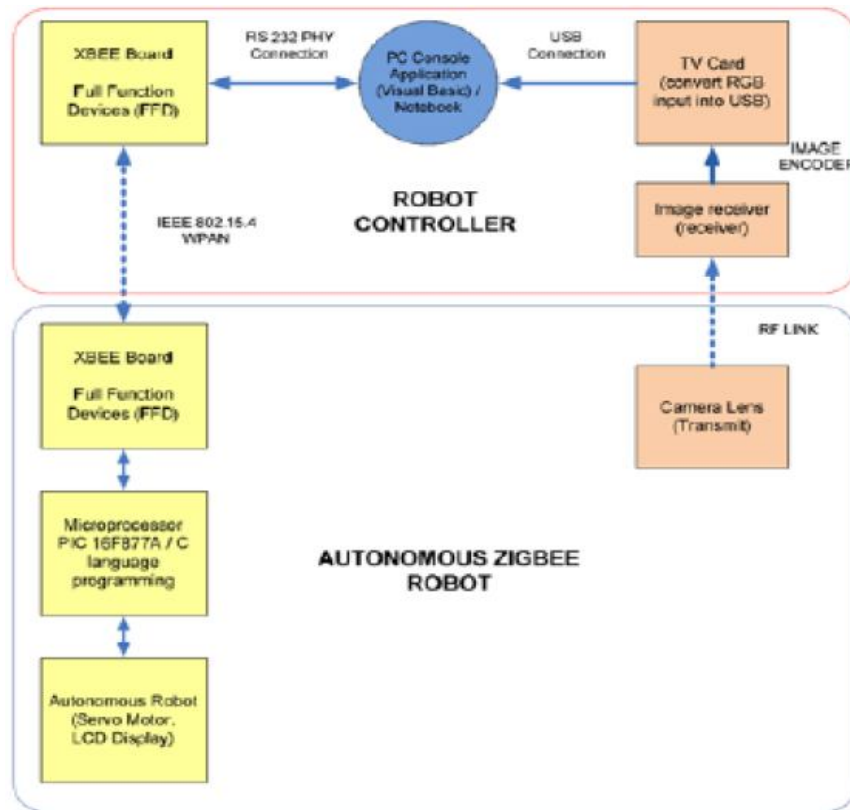 XBEE Board
Full Function
Devices (FFD)
RS 232 PHY
Connection
PC Console
Application
(Visual Basic) /
Notebook
USB
Connection
TV Card
(convert RGB
input into USB)
IMAGE
ENCODER
Image receiver
(receiver)
ROBOT
CONTROLLER
IEEE 802.15.4
WPAN
XBEE Board
Full Function
Devices (FFD)
RF LINK
Camera Lens
(Transmit)
Microprocessor
PIC 16F877A / C
language
programming
AUTONOMOUS ZIGBEE
ROBOT
Autonomous Robot
(Servo Motor,
LCD Display)